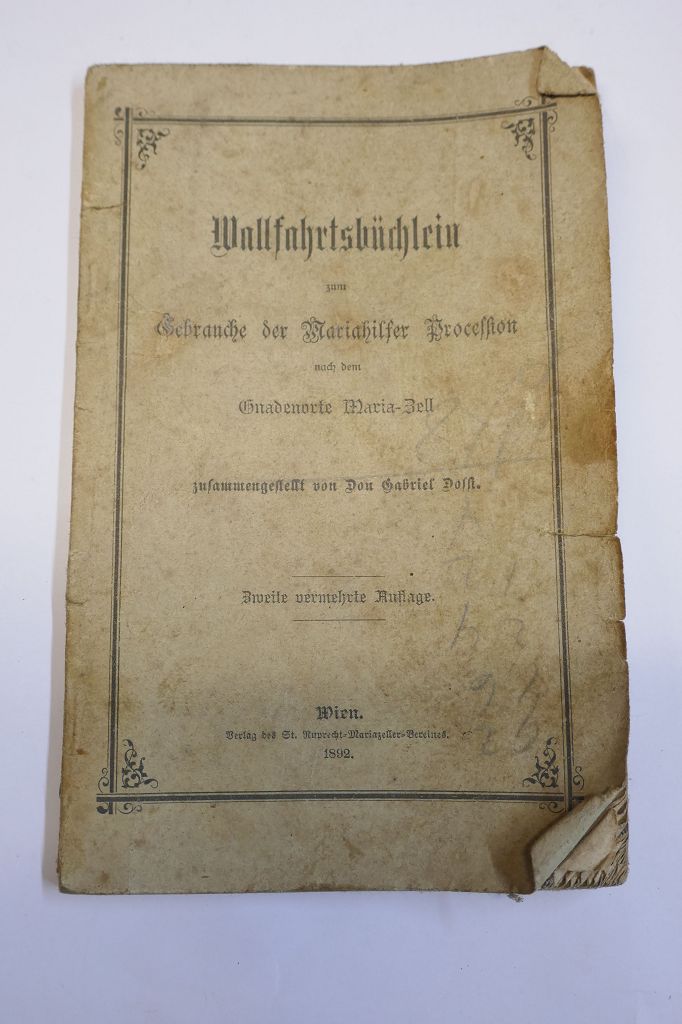 Wallfahrtsbüchlein
zum
Gebrauche der Mariahilfer Procession
nach dem
Gnadenorte Maria-Zell
zusammengestellt von Don Gabriel Dosst.
Zweite vermehrte Auflage.
Wien.
Verlag des St. Ruprecht-Mariazeller-Vereines.
1892.